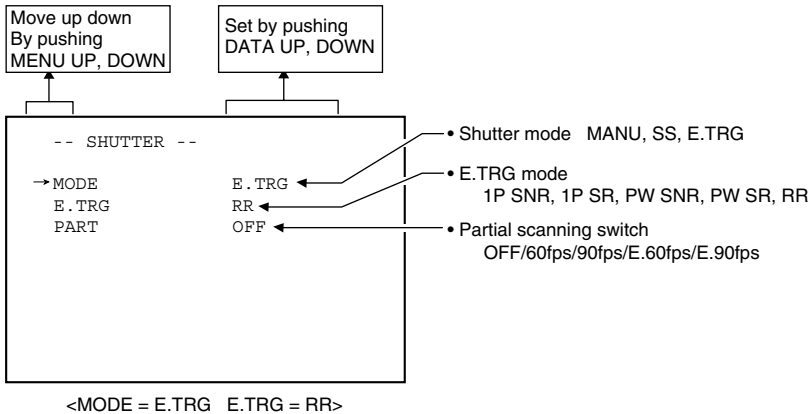 Move up down
By pushing
MENU UP, DOWN
Set by pushing
DATA UP, DOWN
-- SHUTTER --
→MODE E.TRG
E.TRG RR
PART OFF
• Shutter mode MANU, SS, E.TRG
• E.TRG mode
1P SNR, 1P SR, PW SNR, PW SR, RR
• Partial scanning switch
OFF/60fps/90fps/E.60fps/E.90fps
<MODE = E.TRG E.TRG = RR>